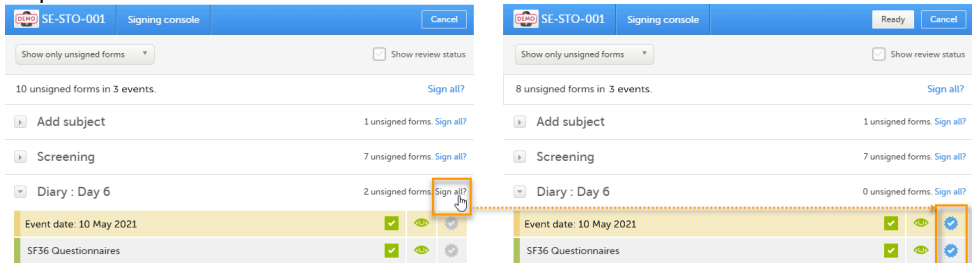 DEMO SE-STO-001 Signing console Cancel
Show only unsigned forms Show review status
10 unsigned forms in 3 events. Sign all?
Add subject 1 unsigned forms. Sign all?
Screening 7 unsigned forms. Sign all?
Diary : Day 6 2 unsigned forms. Sign all?
Event date: 10 May 2021
SF36 Questionnaires
DEMO SE-STO-001 Signing console Ready Cancel
Show only unsigned forms Show review status
8 unsigned forms in 3 events. Sign all?
Add subject 1 unsigned forms. Sign all?
Screening 7 unsigned forms. Sign all?
Diary : Day 6 0 unsigned forms. Sign all?
Event date: 10 May 2021
SF36 Questionnaires